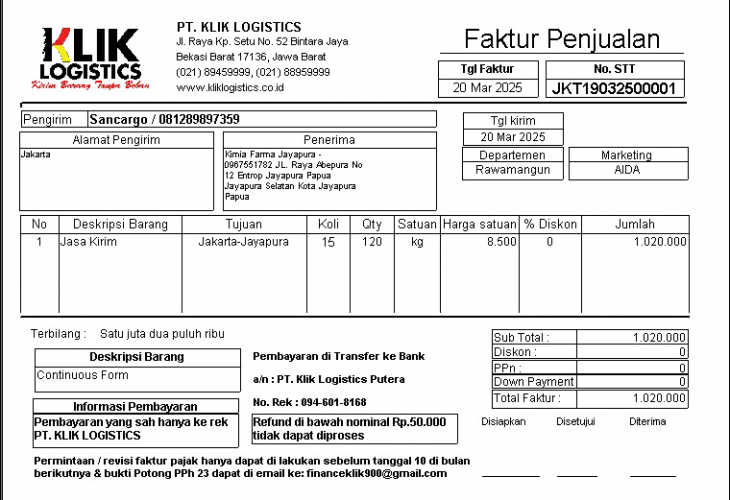 KLIK
LOGISTICS
Kirim Barang Tanpa Beban
PT. KLIK LOGISTICS
Jl. Raya Kp. Setu No. 52 Bintara Jaya
Bekasi Barat 17136, Jawa Barat
(021) 89459999, (021) 88959999
www.kliklogistics.co.id
Faktur Penjualan
Tgl Faktur No. STT
20 Mar 2025 JKT19032500001
Pengirim Sancargo / 081289897359
Alamat Pengirim Penerima
Jakarta
Kimia Farma Jayapura -
0967551782 JL. Raya Abepura No
12 Entrop Jayapura Papua
Jayapura Selatan Kota Jayapura
Papua
Tgl kirim
20 Mar 2025
Departemen Marketing
Rawamangun AIDA
No Deskripsi Barang Tujuan Koli Qty Satuan Harga satuan % Diskon Jumlah
1 Jasa Kirim Jakarta-Jayapura 15 120 kg 8.500 0 1.020.000
Terbilang : Satu juta dua puluh ribu
Deskripsi Barang
Continuous Form
Informasi Pembayaran
Pembayaran yang sah hanya ke rek
PT. KLIK LOGISTICS
Pembayaran di Transfer ke Bank
a/n : PT. Klik Logistics Putera
No. Rek : 094-601-8168
Refund di bawah nominal Rp.50.000
tidak dapat diproses
Sub Total : 1.020.000
Diskon : 0
PPn : 0
Down Payment 0
Total Faktur : 1.020.000
Disiapkan Disetujui Diterima
Permintaan / revisi faktur pajak hanya dapat di lakukan sebelum tanggal 10 di bulan
berikutnya & bukti Potong PPh 23 dapat di email ke: financeklik900@gmail.com